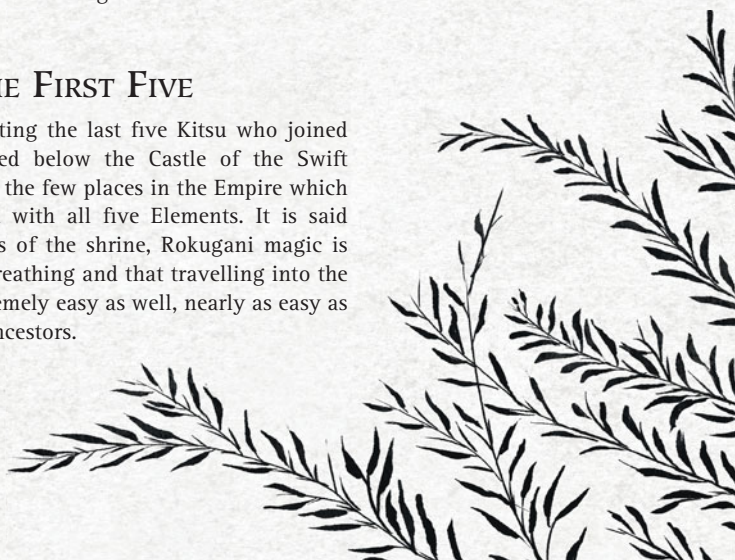 E FIRST FIVE
ting the last five Kitsu who joined
ed below the Castle of the Swift
the few places in the Empire which
with all five Elements. It is said
s of the shrine, Rokugani magic is
reathing and that travelling into the
emely easy as well, nearly as easy as
ncestors.